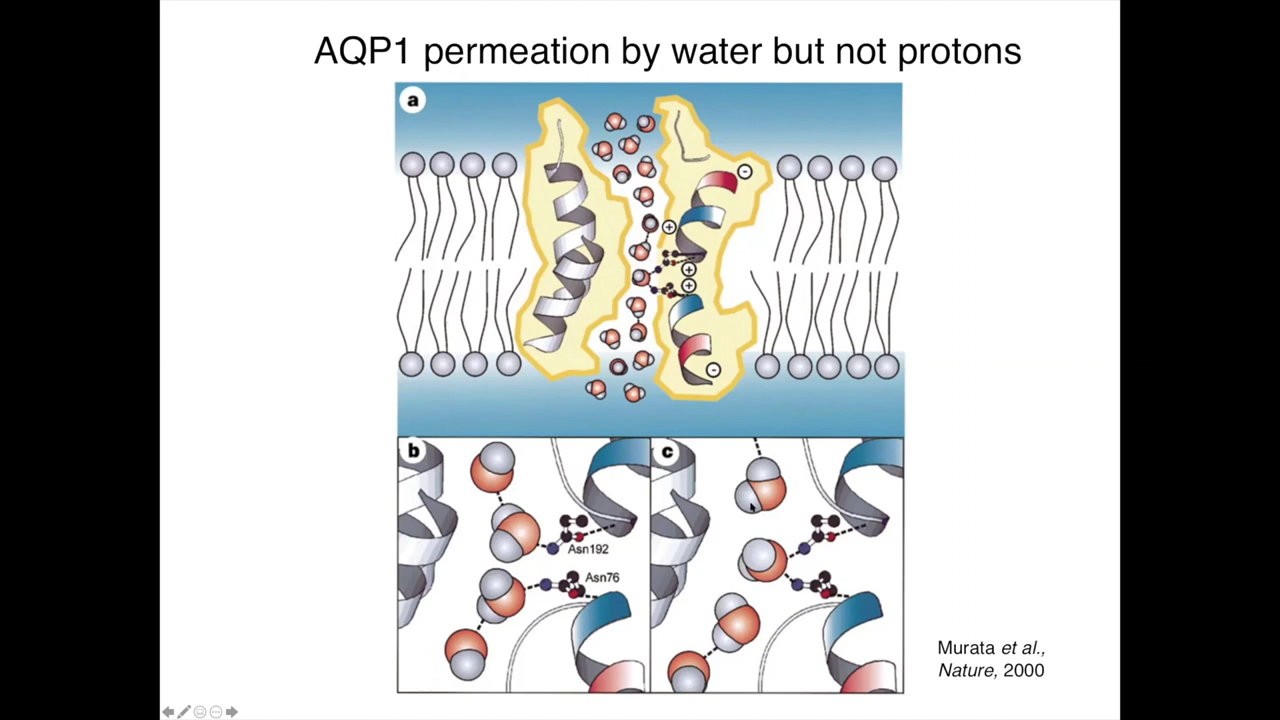 AQP1 permeation by water but not protons
a
-
+
+
+
-
b
c
Asn192
Asn76
Murata et al.,
Nature, 2000